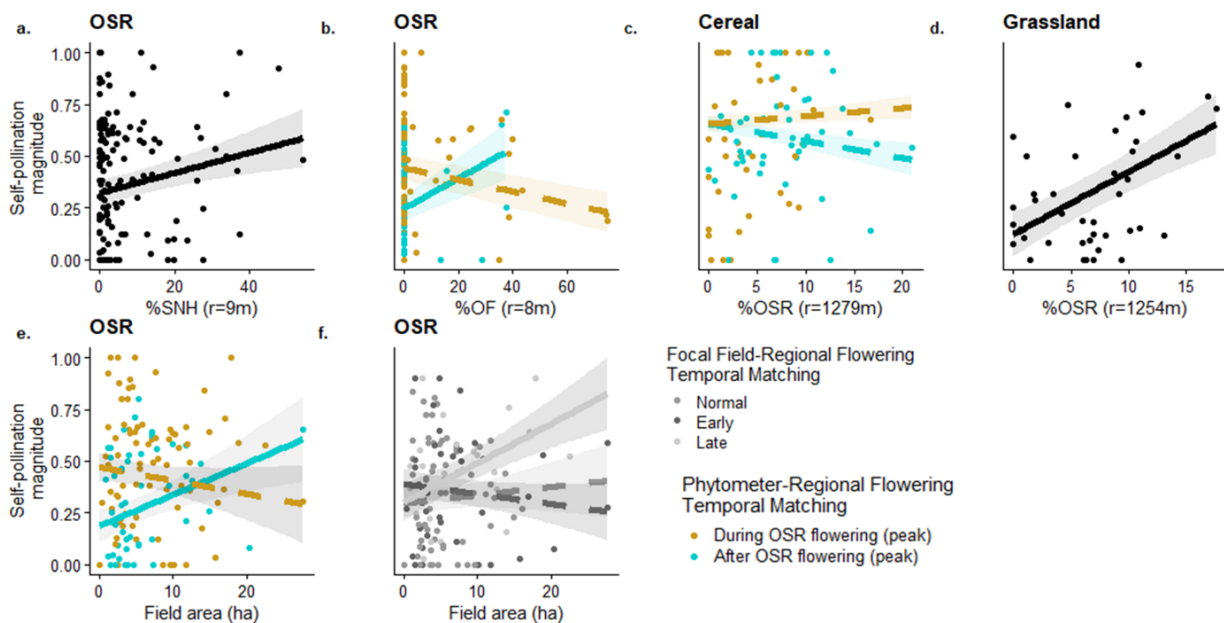 a.
OSR
b.
OSR
c.
Cereal
d.
Grassland
Self-pollination
magnitude
1.00
0.75
0.50
0.25
0.00
0
20
40
%SNH (r=9m)
0
20
40
60
%OF (r=8m)
0
5
10
15
20
%OSR (r=1279m)
0
5
10
15
%OSR (r=1254m)
e.
OSR
f.
OSR
Self-pollination
magnitude
1.00
0.75
0.50
0.25
0.00
0
10
20
Field area (ha)
0
10
20
Field area (ha)
Focal Field-Regional Flowering
Temporal Matching
Normal
Early
Late
Phytometer-Regional Flowering
Temporal Matching
During OSR flowering (peak)
After OSR flowering (peak)